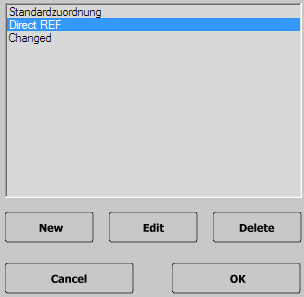 Standardzuordnung
Direct REF
Changed
New Edit Delete
Cancel OK